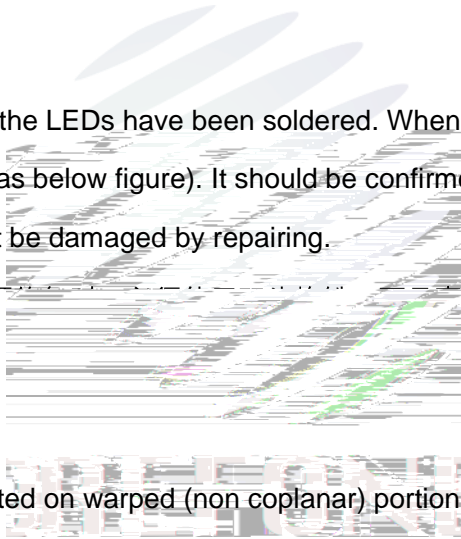 the LEDs have been soldered. When
as below figure). It should be confirme
be damaged by repairing.
ted on warped (non coplanar) portion